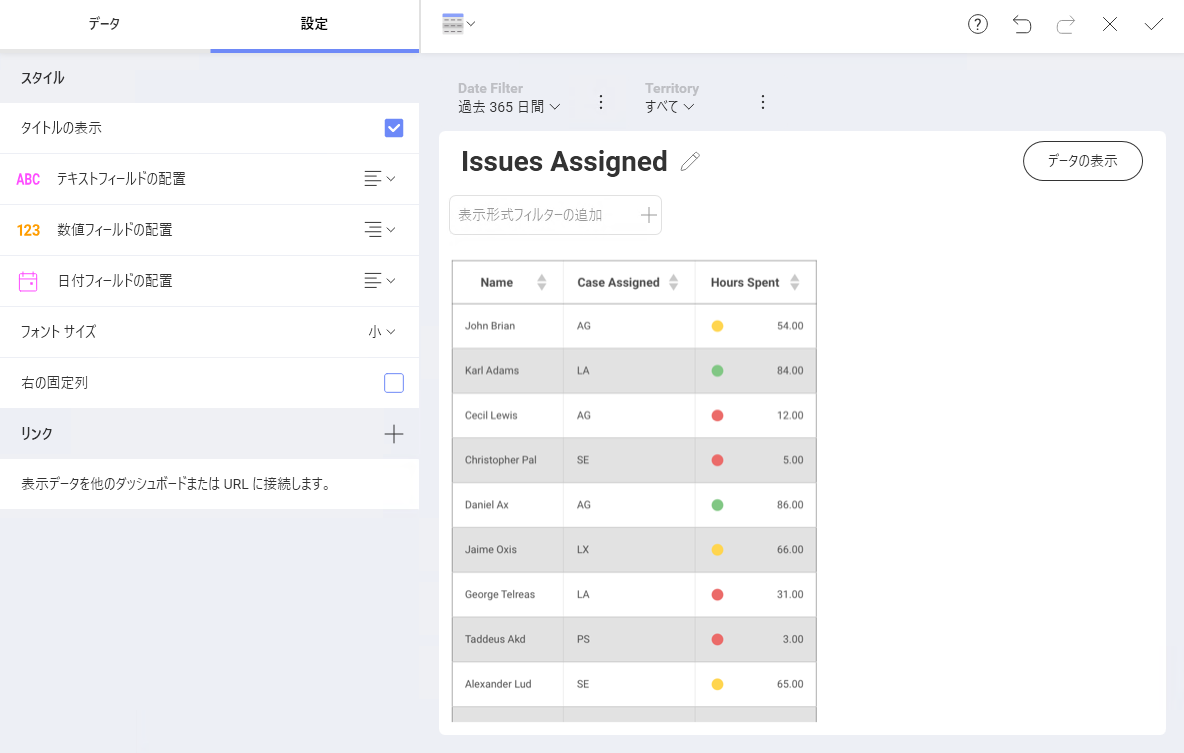 データ
設定
スタイル
タイトルの表示
ABC テキストフィールドの配置
123 数値フィールドの配置
日付フィールドの配置
フォント サイズ 小
右の固定列
リンク
表示データを他のダッシュボードまたは URL に接続します。
?
Date Filter Territory
過去 365 日間 すべて
Issues Assigned
データの表示
表示形式フィルターの追加
Name Case Assigned Hours Spent
John Brian AG 54.00
Karl Adams LA 84.00
Cecil Lewis AG 12.00
Christopher Pal SE 5.00
Daniel Ax AG 86.00
Jaime Oxis LX 66.00
George Telreas LA 31.00
Taddeus Akd PS 3.00
Alexander Lud SE 65.00